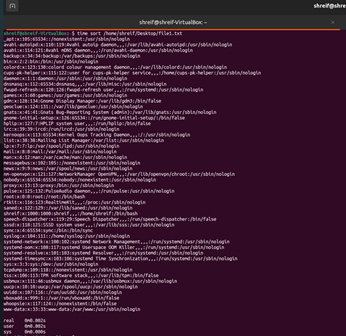 shreif@shreif-VirtualBox: ~
shreif@shreif-VirtualBox:~$ time sort /home/shreif/Desktop/file1.txt
_apt:x:105:65534::/nonexistent:/usr/sbin/nologin
avahi-autoipd:x:110:119:Avahi autoip daemon,,,:/var/lib/avahi-autoipd:/usr/sbin/nologin
avahi:x:114:121:Avahi mDNS daemon,,,:/run/avahi-daemon:/usr/sbin/nologin
backup:x:34:34:backup:/var/backups:/usr/sbin/nologin
bin:x:2:2:bin:/bin:/usr/sbin/nologin
colord:x:123:130:colord colour management daemon,,,:/var/lib/colord:/usr/sbin/nologin
cups-pk-helper:x:115:122:user for cups-pk-helper service,,,:/home/cups-pk-helper:/usr/sbin/nologin
daemon:x:1:1:daemon:/usr/sbin:/usr/sbin/nologin
dnsmasq:x:112:65534:dnsmasq,,,:/var/lib/misc:/usr/sbin/nologin
fwupd-refresh:x:120:126:fwupd-refresh user,,,:/run/systemd:/usr/sbin/nologin
games:x:5:60:games:/usr/games:/usr/sbin/nologin
gdm:x:128:134:Gnome Display Manager:/var/lib/gdm3:/bin/false
geoclue:x:124:131::/var/lib/geoclue:/usr/sbin/nologin
gnats:x:41:41:Gnats Bug-Reporting System (admin):/var/lib/gnats:/usr/sbin/nologin
gnome-initial-setup:x:126:65534::/run/gnome-initial-setup/:/bin/false
hplip:x:127:7:HPLIP system user,,,:/run/hplip:/bin/false
irc:x:39:39:ircd:/run/ircd:/usr/sbin/nologin
kernoops:x:113:65534:Kernel Oops Tracking Daemon,,,:/:/usr/sbin/nologin
list:x:38:38:Mailing List Manager:/var/list:/usr/sbin/nologin
lp:x:7:7:lp:/var/spool/lpd:/usr/sbin/nologin
mail:x:8:8:mail:/var/mail:/usr/sbin/nologin
man:x:6:12:man:/var/cache/man:/usr/sbin/nologin
messagebus:x:102:105::/nonexistent:/usr/sbin/nologin
news:x:9:9:news:/var/spool/news:/usr/sbin/nologin
nm-openvpn:x:121:127:NetworkManager OpenVPN,,,:/var/lib/openvpn/chroot:/usr/sbin/nologin
nobody:x:65534:65534:nobody:/nonexistent:/usr/sbin/nologin
proxy:x:13:13:proxy:/bin:/usr/sbin/nologin
pulse:x:125:132:PulseAudio daemon,,,:/run/pulse:/usr/sbin/nologin
root:x:0:0:root:/root:/bin/bash
rtkit:x:116:123:RealtimeKit,,,:/proc:/usr/sbin/nologin
saned:x:122:129::/var/lib/saned:/usr/sbin/nologin
shreif:x:1000:1000:shreif,,,:/home/shreif:/bin/bash
speech-dispatcher:x:119:29:Speech Dispatcher,,,:/run/speech-dispatcher:/bin/false
sssd:x:118:125:SSSD system user,,,:/var/lib/sss:/usr/sbin/nologin
sync:x:4:65534:sync:/bin:/bin/sync
syslog:x:104:111::/home/syslog:/usr/sbin/nologin
systemd-network:x:100:102:systemd Network Management,,,:/run/systemd:/usr/sbin/nologin
systemd-oom:x:108:117:systemd Userspace OOM Killer,,,:/run/systemd:/usr/sbin/nologin
systemd-resolve:x:101:103:systemd Resolver,,,:/run/systemd:/usr/sbin/nologin
systemd-timesync:x:103:106:systemd Time Synchronization,,,:/run/systemd:/usr/sbin/nologin
sys:x:3:3:sys:/dev:/usr/sbin/nologin
tcpdump:x:109:118::/nonexistent:/usr/sbin/nologin
tss:x:106:113:TPM software stack,,,:/var/lib/tpm:/bin/false
usbmux:x:111:46:usbmux daemon,,,:/var/lib/usbmux:/usr/sbin/nologin
uucp:x:10:10:uucp:/var/spool/uucp:/usr/sbin/nologin
uuidd:x:107:116::/run/uuidd:/usr/sbin/nologin
vboxadd:x:999:1::/var/run/vboxadd:/bin/false
whoopsie:x:117:124::/nonexistent:/bin/false
www-data:x:33:33:www-data:/var/www:/usr/sbin/nologin
real 0m0.002s
user 0m0.002s
sys 0m0.000s